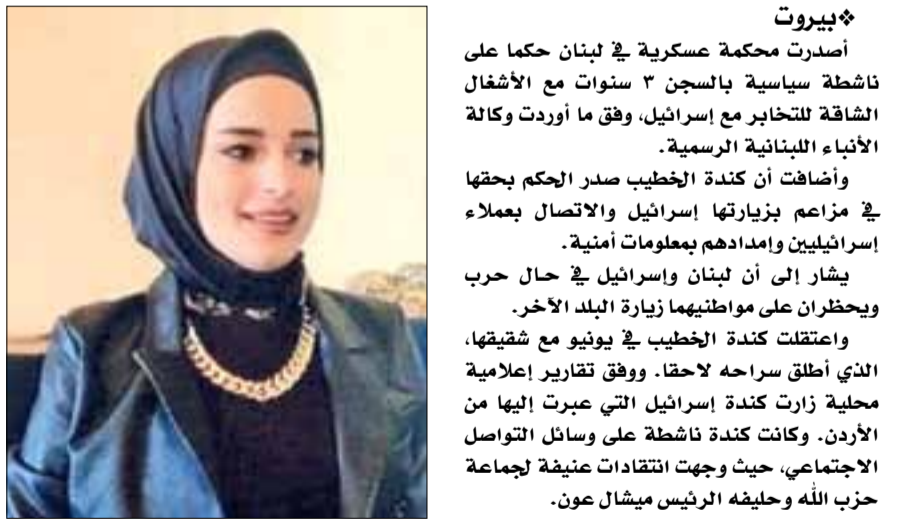 ❖بيروت
أصدرت محكمة عسكرية في لبنان حكما على
ناشطة سياسية بالسجن ٣ سنوات مع الأشغال
الشاقة للتخابر مع إسرائيل، وفق ما أوردت وكالة
الأنباء اللبنانية الرسمية.
وأضافت أن كندة الخطيب صدر الحكم بحقها
في مزاعم بزيارتها إسرائيل والاتصال بعملاء
إسرائيليين وإمدادهم بمعلومات أمنية.
يشار إلى أن لبنان وإسرائيل في حال حرب
ويحظران على مواطنيهما زيارة البلد الآخر.
واعتقلت كندة الخطيب في يونيو مع شقيقها،
الذي أطلق سراحه لاحقا. ووفق تقارير إعلامية
محلية زارت كندة إسرائيل التي عبرت إليها من
الأردن. وكانت كندة ناشطة على وسائل التواصل
الاجتماعي، حيث وجهت انتقادات عنيفة لجماعة
حزب الله وحليفه الرئيس ميشال عون.